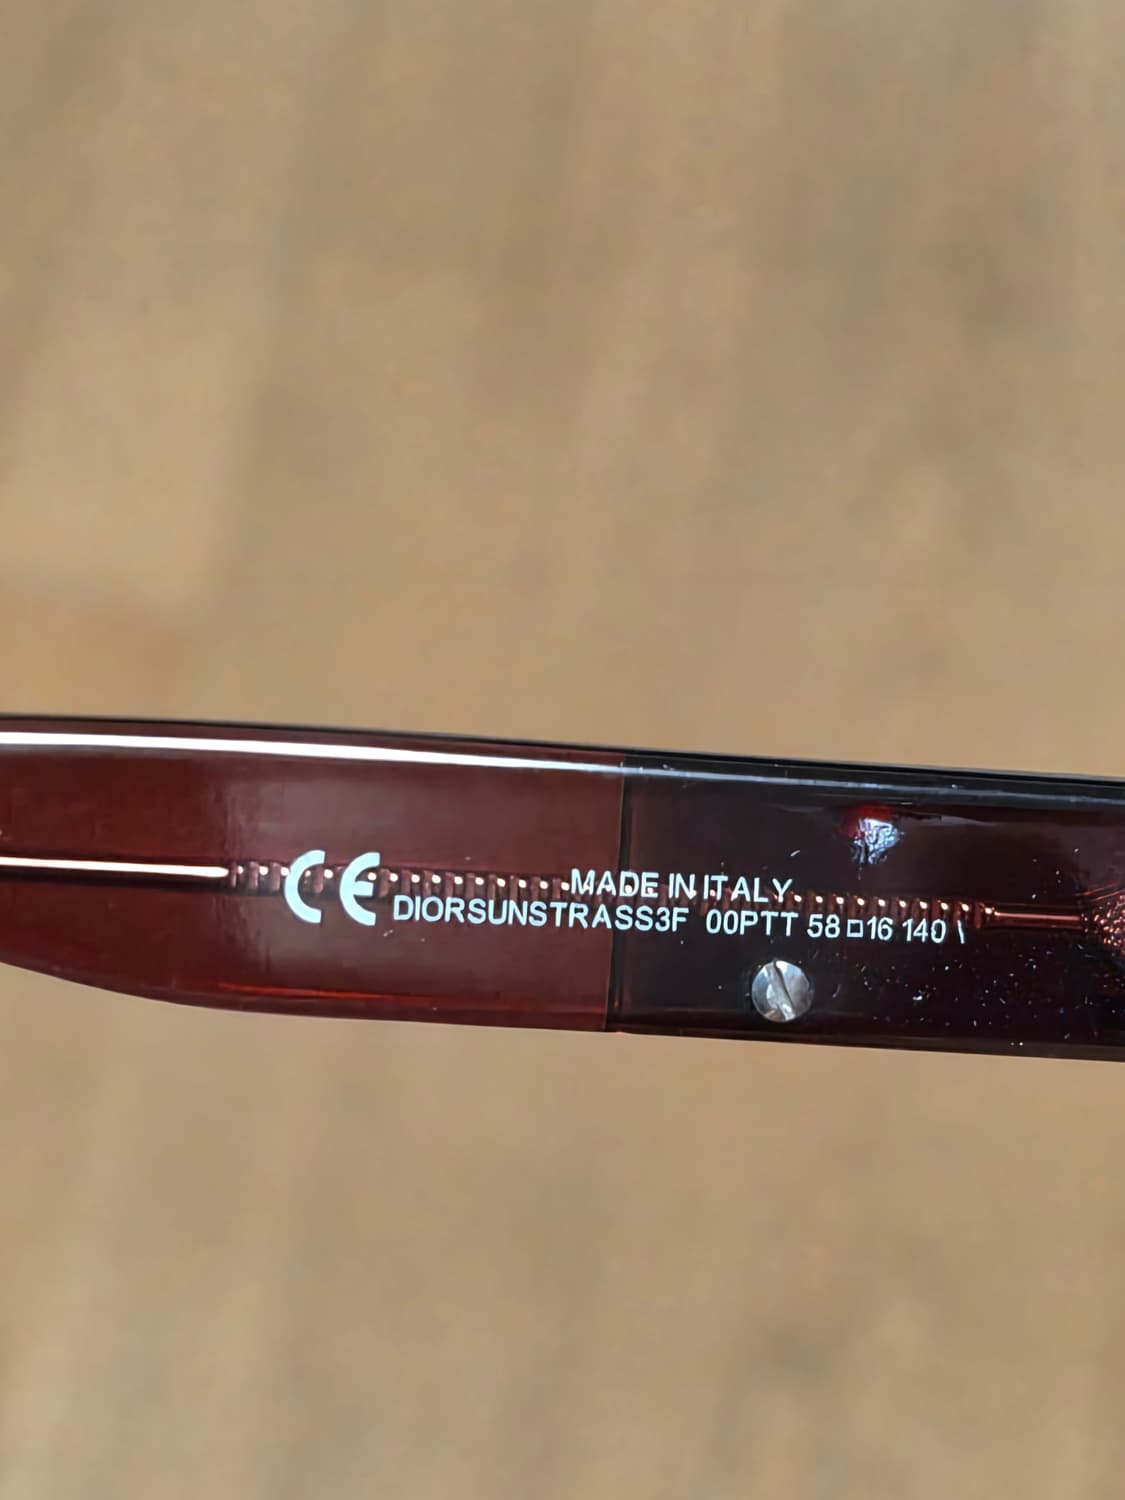 CE
MADE IN ITALY
DIORSUNSTRASS3F 00PTT 58□16 140